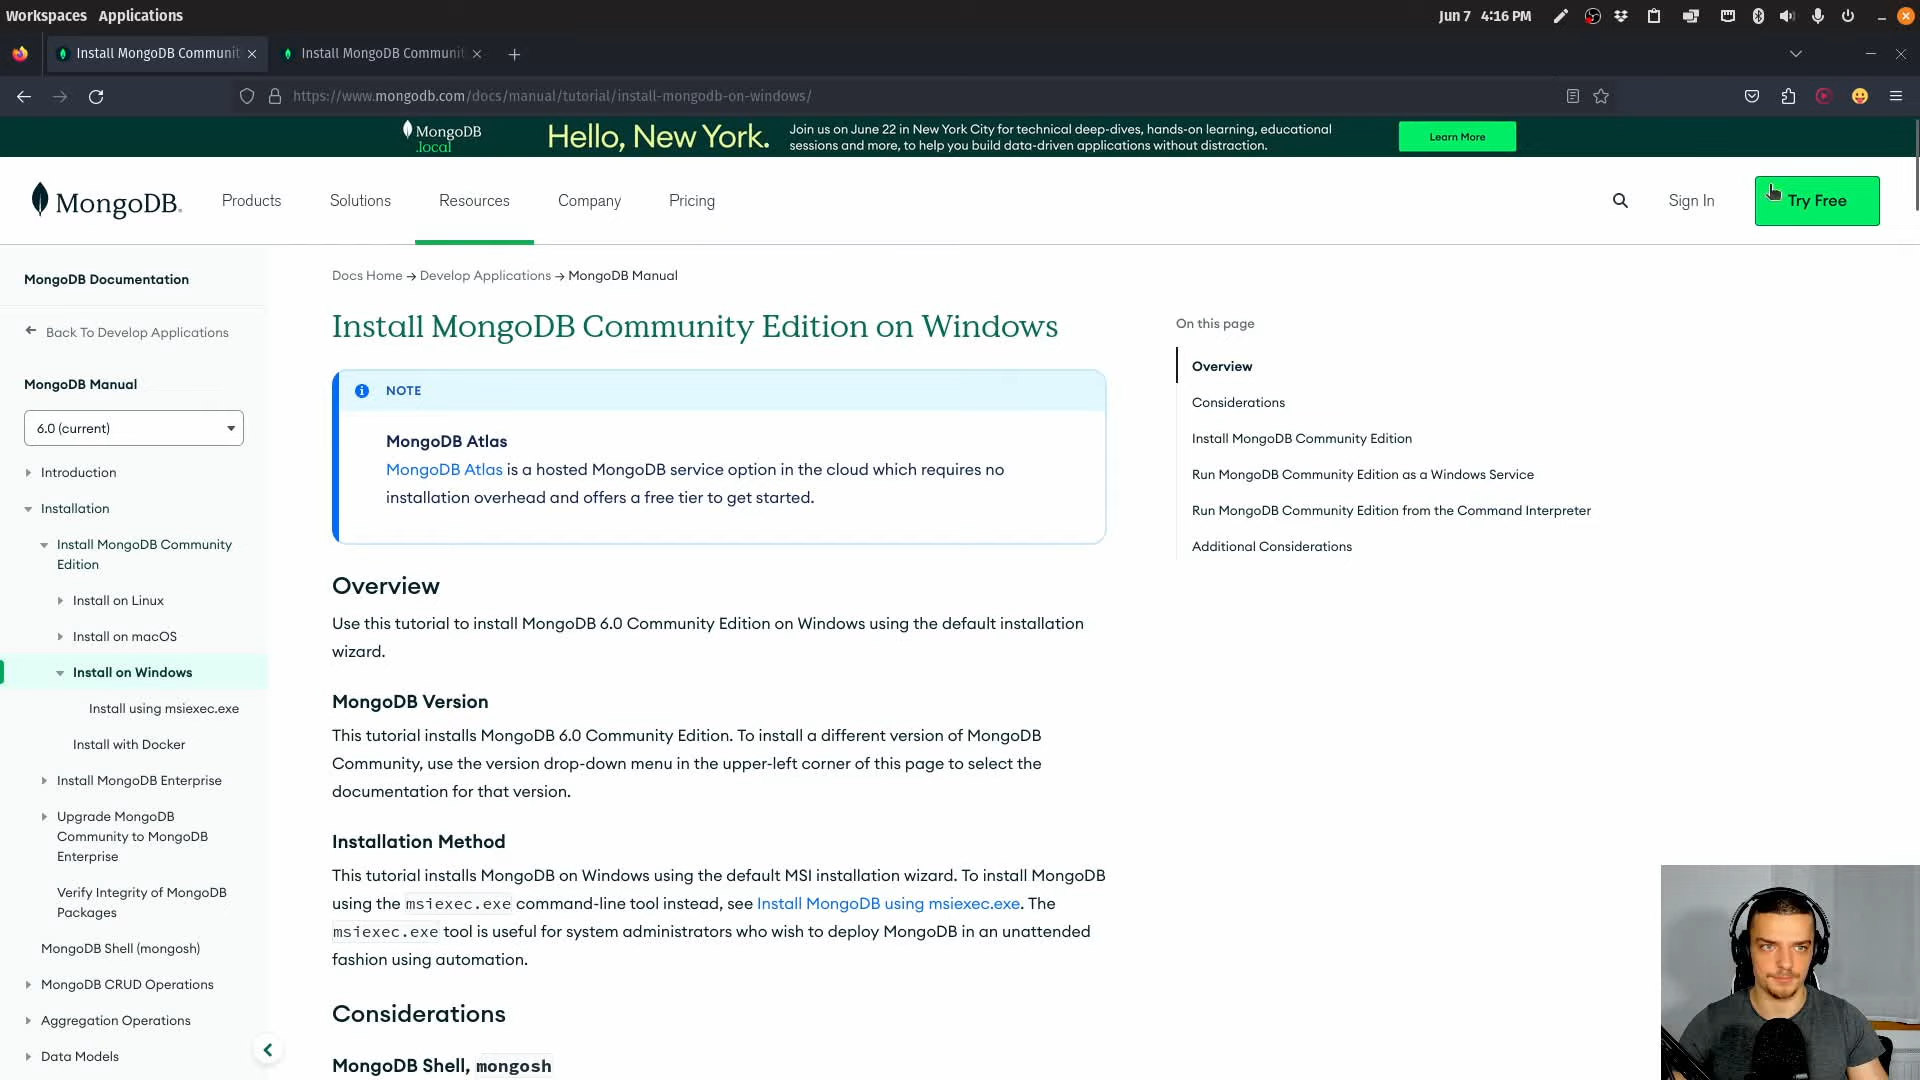 Workspaces Applications
Jun 7 4:16 PM
Install MongoDB Communit
Install MongoDB Communit
https://www.mongodb.com/docs/manual/tutorial/install-mongodb-on-windows/
MongoDB
.local
Hello, New York.
Join us on June 22 in New York City for technical deep-dives, hands-on learning, educational
sessions and more, to help you build data-driven applications without distraction.
Learn More
MongoDB.
Products
Solutions
Resources
Company
Pricing
Sign In
Try Free
MongoDB Documentation
Back To Develop Applications
MongoDB Manual
6.0 (current)
Introduction
Installation
Install MongoDB Community
Edition
Install on Linux
Install on macOS
Install on Windows
Install using msiexec.exe
Install with Docker
Install MongoDB Enterprise
Upgrade MongoDB
Community to MongoDB
Enterprise
Verify Integrity of MongoDB
Packages
MongoDB Shell (mongosh)
MongoDB CRUD Operations
Aggregation Operations
Data Models
Docs Home → Develop Applications → MongoDB Manual
Install MongoDB Community Edition on Windows
NOTE
MongoDB Atlas
MongoDB Atlas is a hosted MongoDB service option in the cloud which requires no
installation overhead and offers a free tier to get started.
Overview
Use this tutorial to install MongoDB 6.0 Community Edition on Windows using the default installation
wizard.
MongoDB Version
This tutorial installs MongoDB 6.0 Community Edition. To install a different version of MongoDB
Community, use the version drop-down menu in the upper-left corner of this page to select the
documentation for that version.
Installation Method
This tutorial installs MongoDB on Windows using the default MSI installation wizard. To install MongoDB
using the msiexec.exe command-line tool instead, see Install MongoDB using msiexec.exe. The
msiexec.exe tool is useful for system administrators who wish to deploy MongoDB in an unattended
fashion using automation.
Considerations
MongoDB Shell, mongosh
On this page
Overview
Considerations
Install MongoDB Community Edition
Run MongoDB Community Edition as a Windows Service
Run MongoDB Community Edition from the Command Interpreter
Additional Considerations